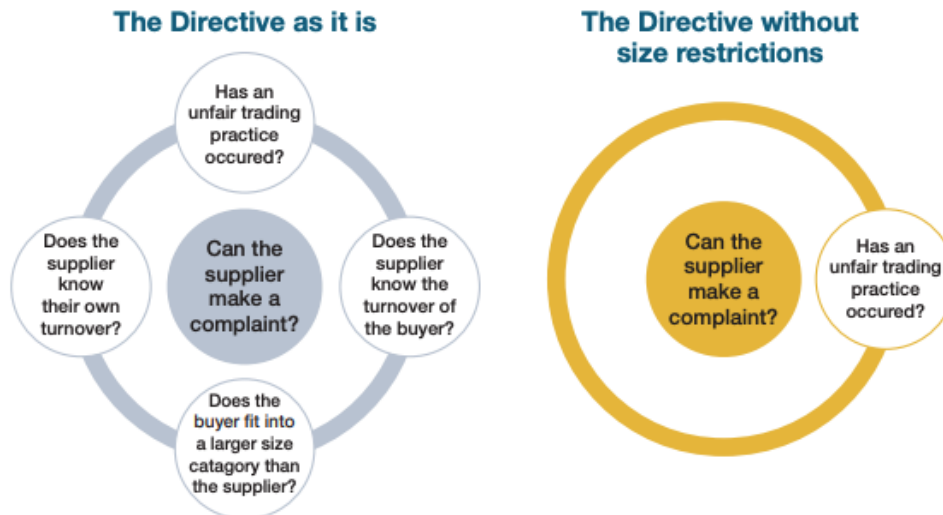 The Directive as it is
Has an
unfair trading
practice
occured?
Does the
supplier
know
their own
turnover?
Can the
supplier
make a
complaint?
Does the
supplier
know the
turnover of
the buyer?
Does the
buyer fit into
a larger size
catagory than
the supplier?
The Directive without
size restrictions
Can the
supplier
make a
complaint?
Has an
unfair trading
practice
occured?